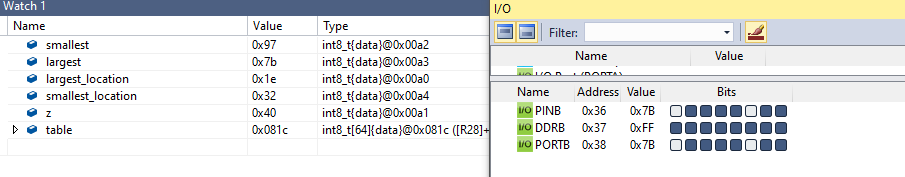 Watch 1
Name Value Type
smallest 0x97 int8_t{data}@0x00a2
largest 0x7b int8_t{data}@0x00a3
largest_location 0x1e int8_t{data}@0x00a0
smallest_location 0x32 int8_t{data}@0x00a4
z 0x40 int8_t{data}@0x00a1
table 0x081c int8_t[64]{data}@0x081c ([R28]+
I/O
Filter:
Name Value
I/O Port (PORTA)
Name Address Value Bits
I/O PINB 0x36 0x7B
I/O DDRB 0x37 0xFF
I/O PORTB 0x38 0x7B